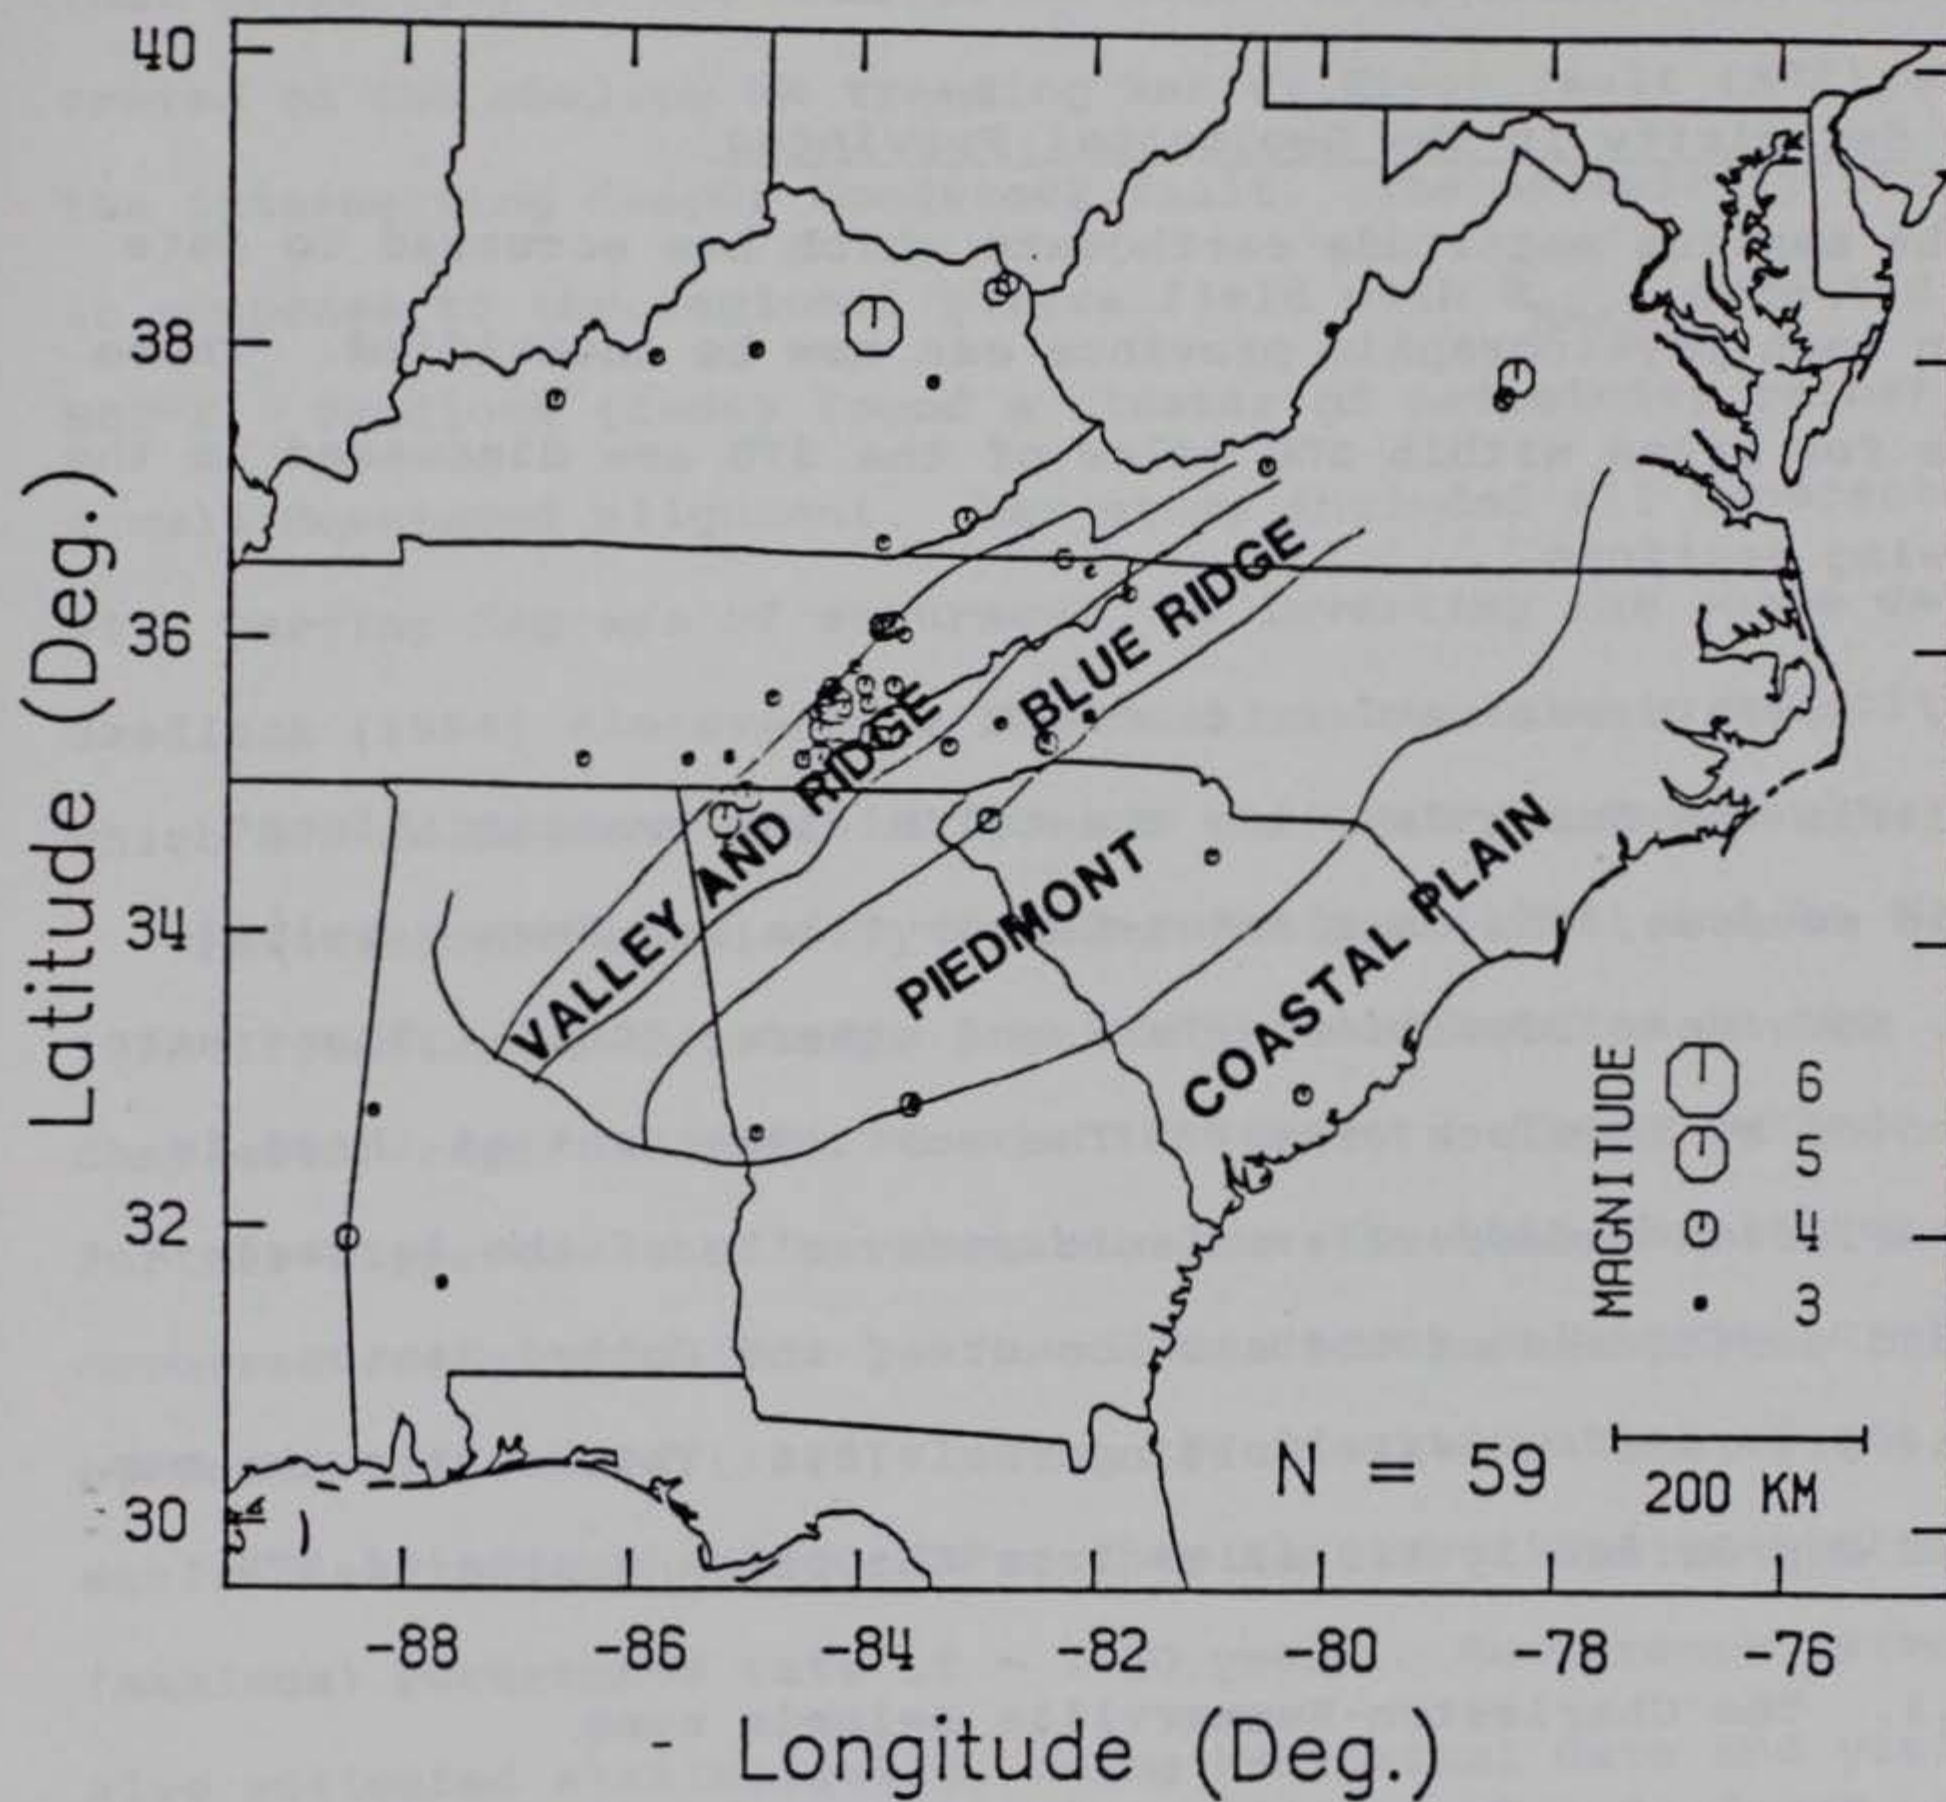 40
38
36
34
32
30
Latitude (Deg.)
VALLEY AND RIDGE
BLUE RIDGE
PIEDMONT
COASTAL PLAIN
MAGNITUDE
6
5
4
3
N = 59
200 KM
-88 -86 -84 -82 -80 -78 -76
Longitude (Deg.)